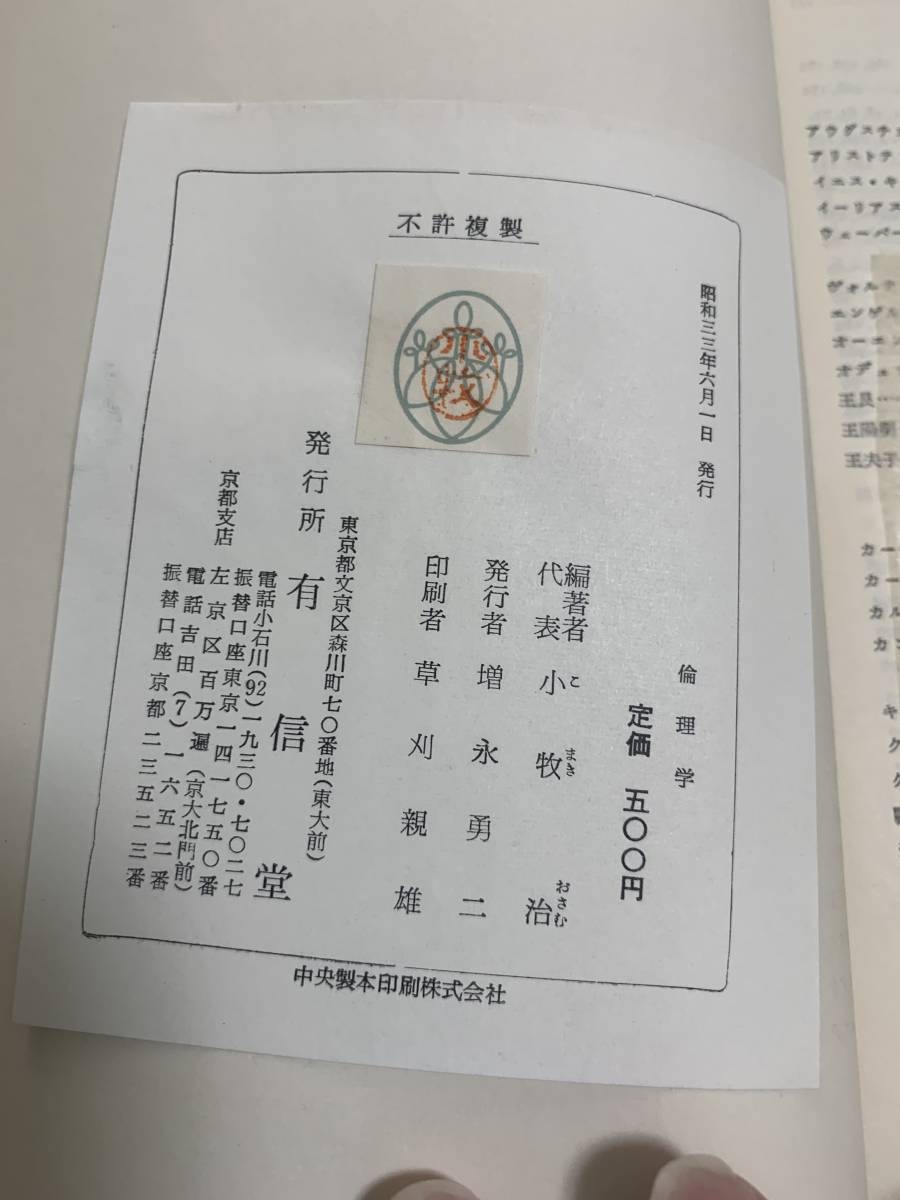 不許複製
小牧
昭和三三年六月一日 発行
倫理学
定価 五〇〇円
編著者
代表 小牧治
こ まき おさむ
発行者 増永勇二
印刷者 草刈親雄
東京都文京区森川町七〇番地(東大前)
発行所 有信堂
電話小石川(92)一九三〇・七〇二七
振替口座東京一四一七五〇番
京都支店 左京区百万遍(京大北門前)
電話吉田(7)一六五二番
振替口座京都二三五二三番
中央製本印刷株式会社
アウグスチ
アリストテ
イエス・キ
イーリアス
ウェーバー
ヴォルテ
エンゲル
オーエン
オデュ
王艮…
王陽明
王夫子
カー
カー
カル
カ
キ
ク